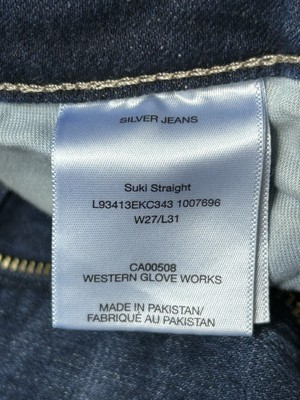 SILVER JEANS
Suki Straight
L93413EKC343 1007696
W27/L31
CA00508
WESTERN GLOVE WORKS
MADE IN PAKISTAN/
FABRIQUÉ AU PAKISTAN